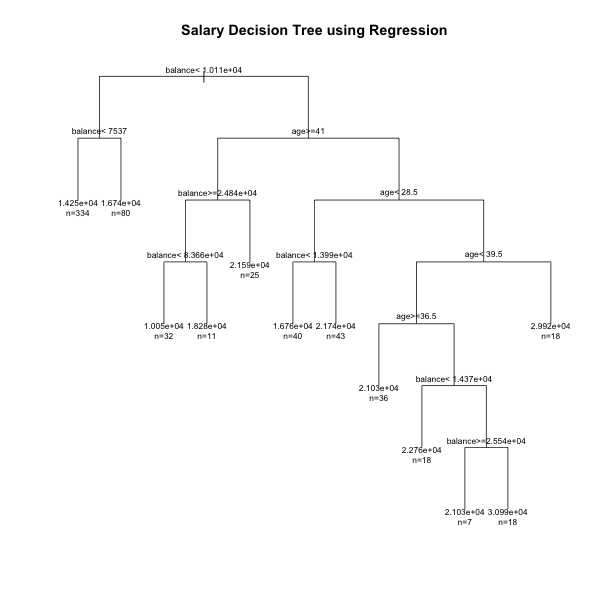 Salary Decision Tree using Regression
balance< 1.011e+04
balance< 7537
age>=41
1.425e+04
n=334
1.674e+04
n=80
balance>=2.484e+04
age< 28.5
balance< 8.366e+04
2.159e+04
n=25
balance< 1.399e+04
age< 39.5
1.005e+04
n=32
1.828e+04
n=11
1.676e+04
n=40
2.174e+04
n=43
age>=36.5
2.992e+04
n=18
2.103e+04
n=36
balance< 1.437e+04
2.276e+04
n=18
balance>=2.554e+04
2.103e+04
n=7
3.099e+04
n=18